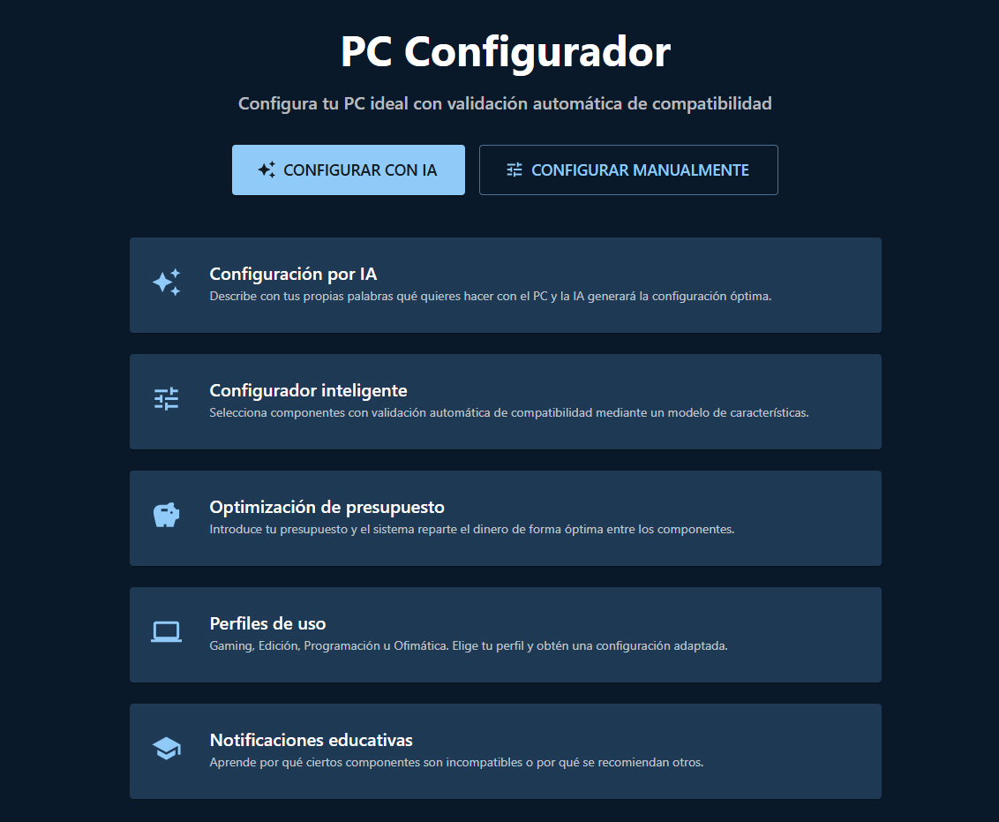 PC Configurador
Configura tu PC ideal con validación automática de compatibilidad
CONFIGURAR CON IA
CONFIGURAR MANUALMENTE
Configuración por IA
Describe con tus propias palabras qué quieres hacer con el PC y la IA generará la configuración óptima.
Configurador inteligente
Selecciona componentes con validación automática de compatibilidad mediante un modelo de características.
Optimización de presupuesto
Introduce tu presupuesto y el sistema reparte el dinero de forma óptima entre los componentes.
Perfiles de uso
Gaming, Edición, Programación u Ofimática. Elige tu perfil y obtén una configuración adaptada.
Notificaciones educativas
Aprende por qué ciertos componentes son incompatibles o por qué se recomiendan otros.